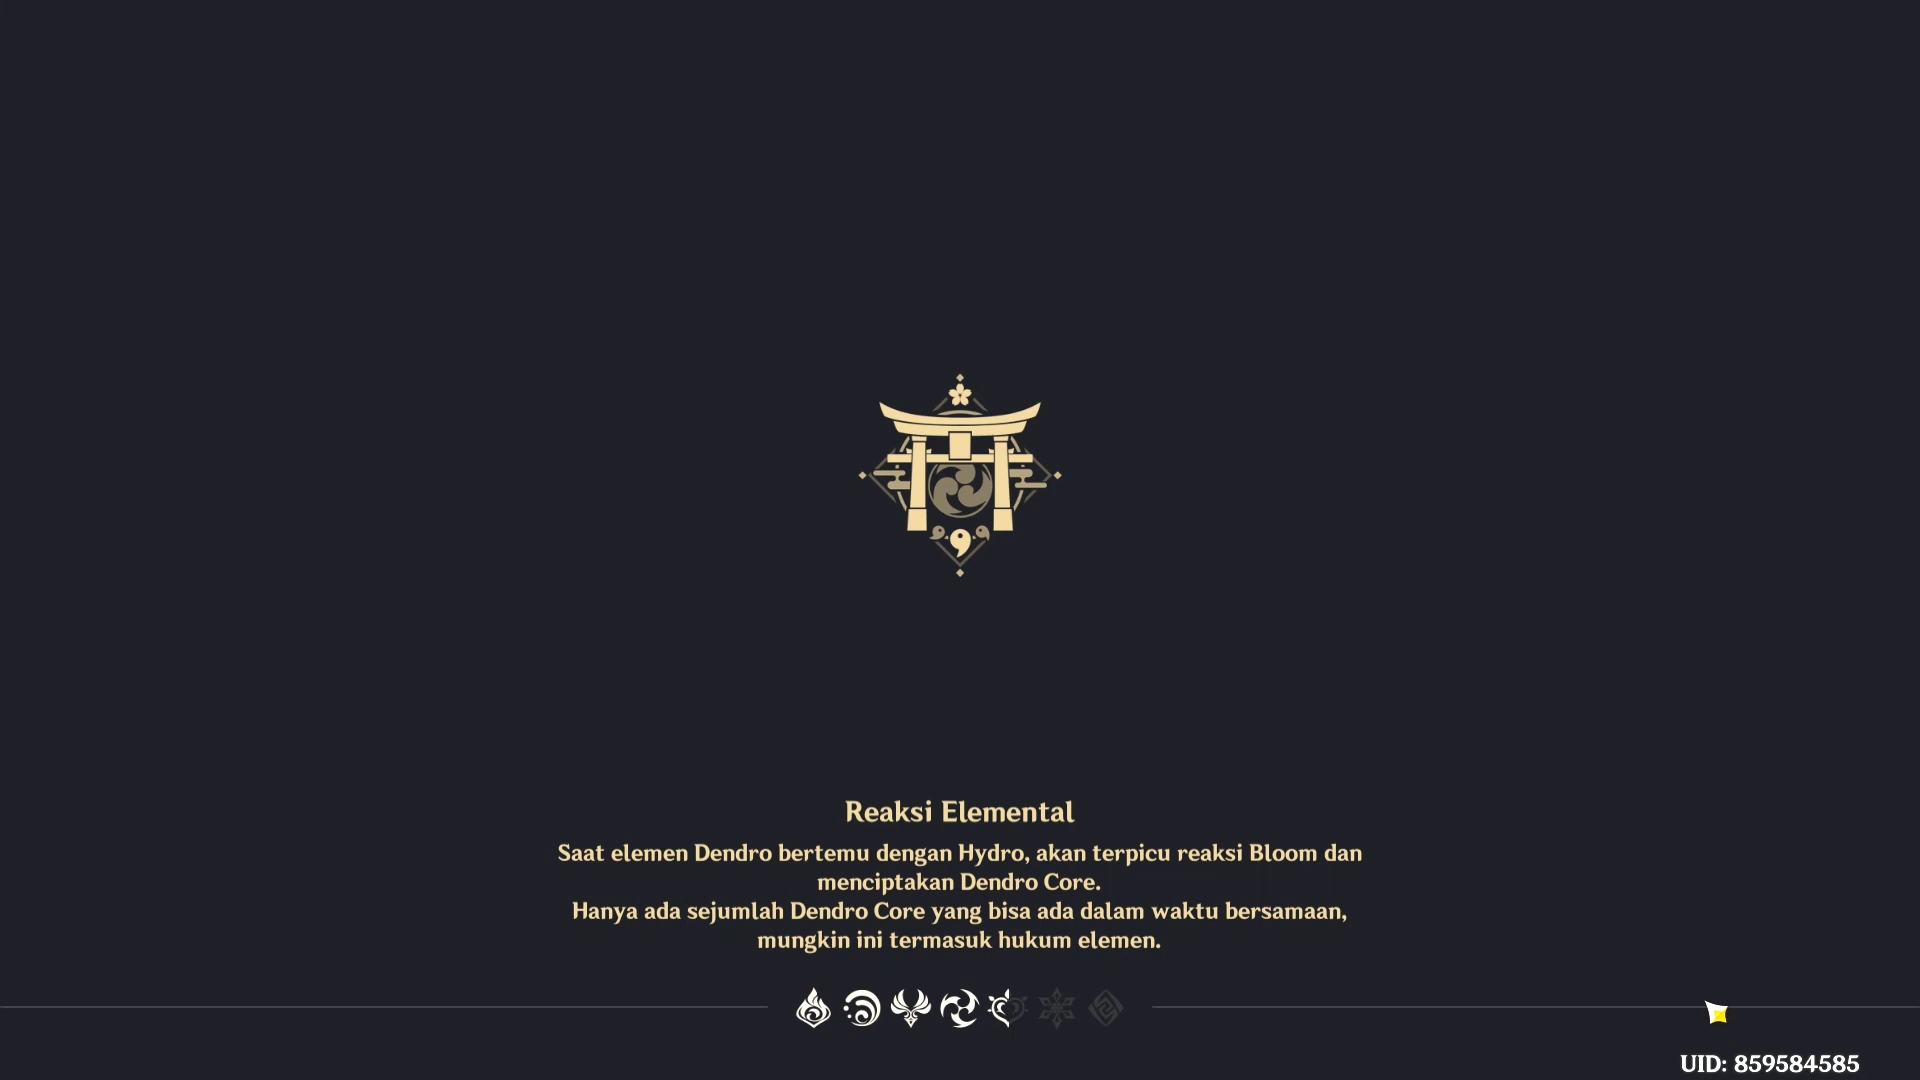 Reaksi Elemental
Saat elemen Dendro bertemu dengan Hydro, akan terpicu reaksi Bloom dan
menciptakan Dendro Core.
Hanya ada sejumlah Dendro Core yang bisa ada dalam waktu bersamaan,
mungkin ini termasuk hukum elemen.
UID: 859584585